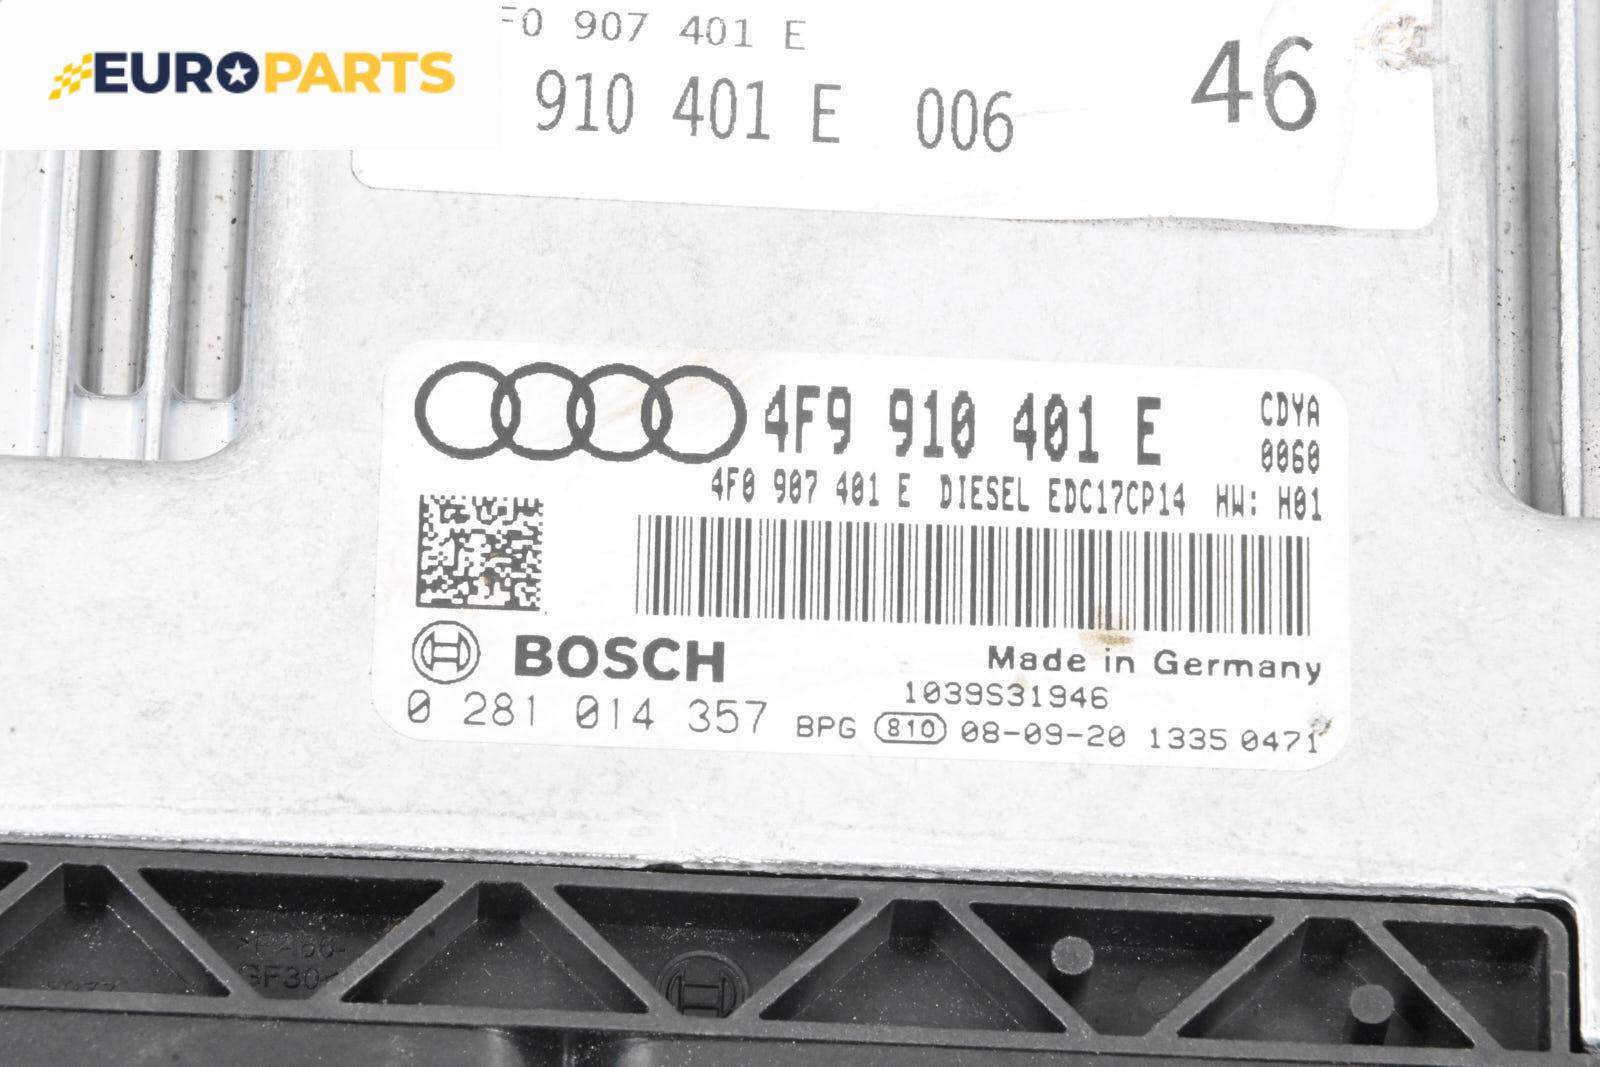 F0 907 401 E
EUROPARTS
910 401 E 006
46
4F9 910 401 E
CDYA
0060
4F0 907 401 E DIESEL EDC17CP14 HW: H01
BOSCH
Made in Germany
1039S31946
0 281 014 357 BPG 810 08-09-20 1335 0471
GF30<